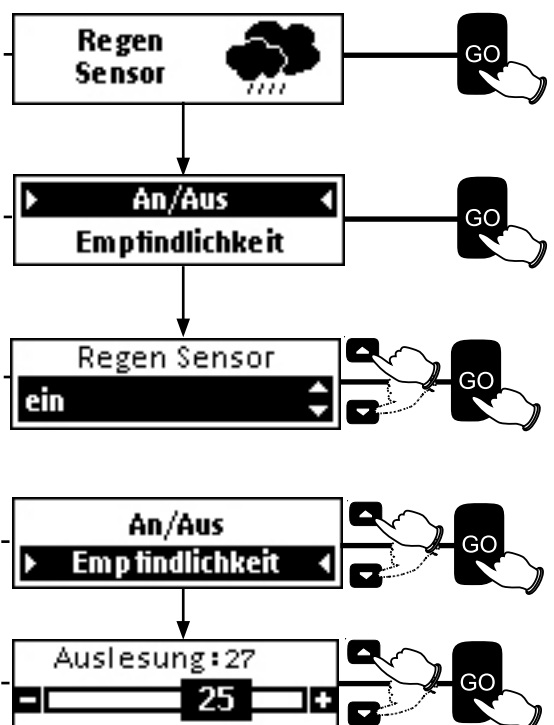 Regen
Sensor
GO
An/Aus
Empfindlichkeit
GO
Regen Sensor
ein
GO
An/Aus
Empfindlichkeit
GO
Auslesung:27
25
GO